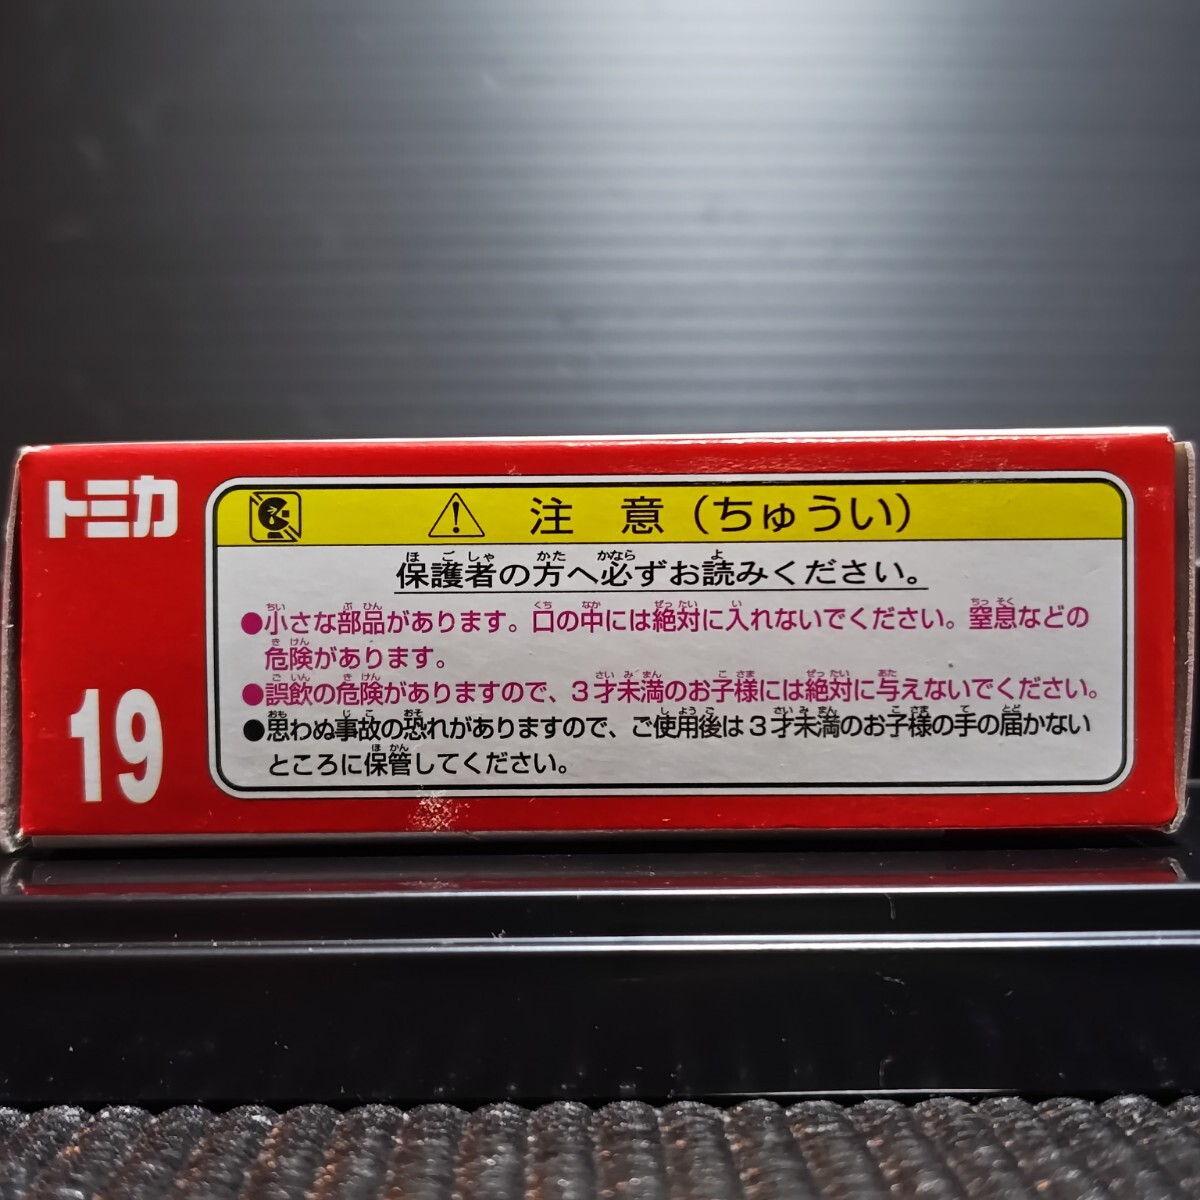 トミカ
19
注 意（ちゅうい）
保護者の方へ必ずお読みください。
●小さな部品があります。口の中には絶対に入れないでください。窒息などの
危険があります。
●誤飲の危険がありますので、3才未満のお子様には絶対に与えないでください。
●思わぬ事故の恐れがありますので、ご使用後は3才未満のお子様の手の届かない
ところに保管してください。